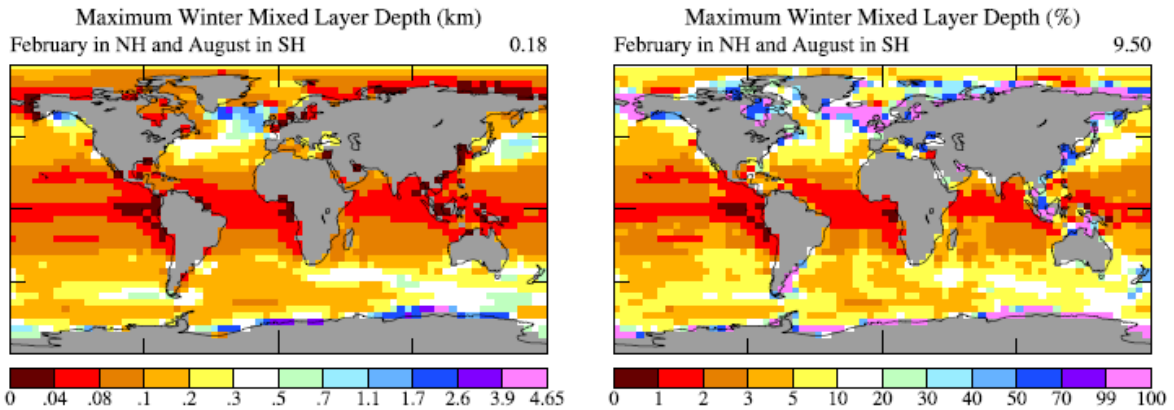 Maximum Winter Mixed Layer Depth (km)
February in NH and August in SH 0.18
0 .04 .08 .1 .2 .3 .5 .7 1.1 1.7 2.6 3.9 4.65
Maximum Winter Mixed Layer Depth (%)
February in NH and August in SH 9.50
0 1 2 3 5 10 20 40 50 70 99 100